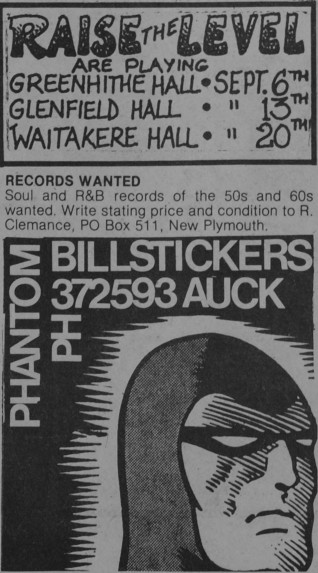 RAISE THE LEVEL
ARE PLAYING
GREENHITHE HALL • SEPT. 6TH
GLENFIELD HALL • " 13TH
WAITAKERE HALL • " 20TH
RECORDS WANTED
Soul and R&B records of the 50s and 60s
wanted. Write stating price and condition to R.
Clemance, PO Box 511, New Plymouth.
PHANTOM
BILLSTICKERS
PH 372593 AUCK